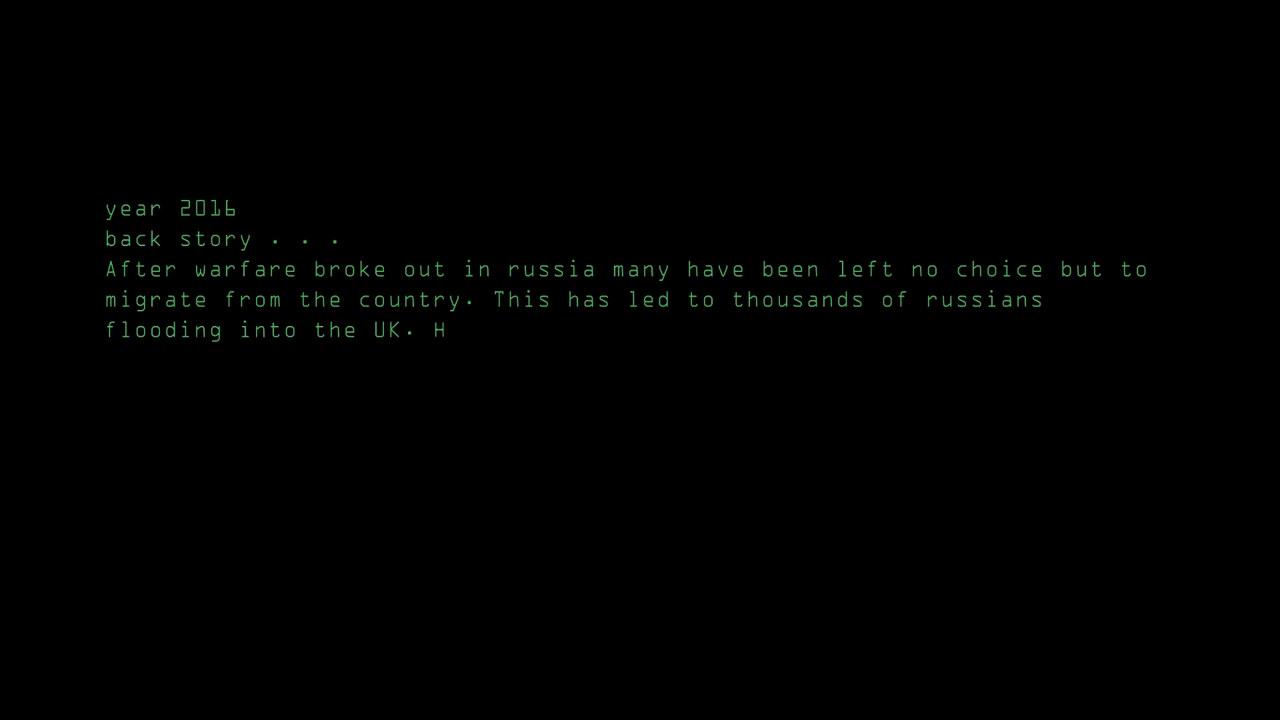 year 2016
back story . . .
After warfare broke out in russia many have been left no choice but to
migrate from the country. This has led to thousands of russians
flooding into the UK. H